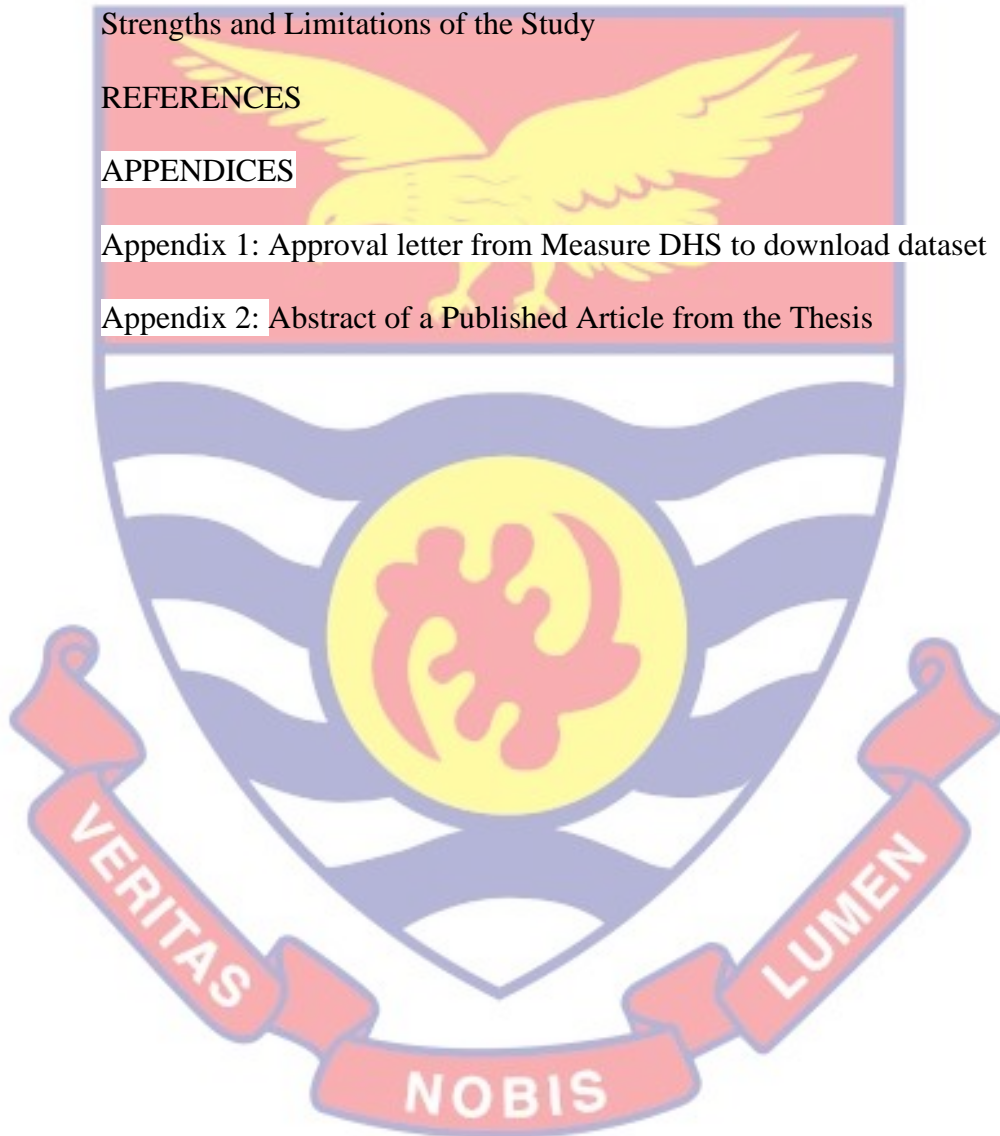 Strengths and Limitations of the Study
REFERENCES
APPENDICES
Appendix 1: Approval letter from Measure DHS to download dataset
Appendix 2: Abstract of a Published Article from the Thesis
VERITAS
NOBIS
LUMEN